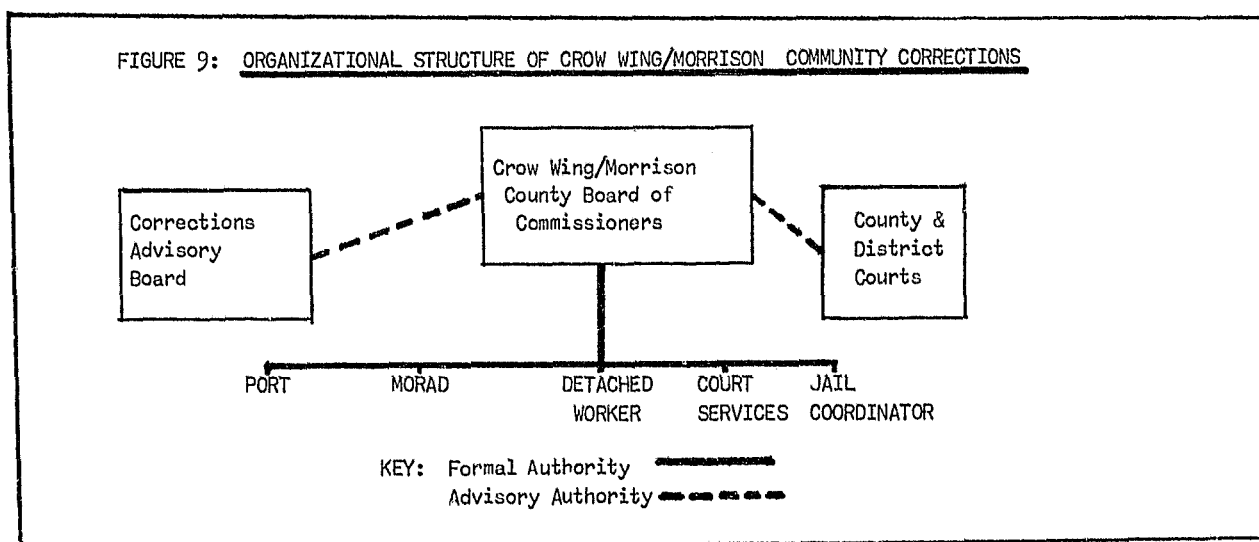 FIGURE 9: ORGANIZATIONAL STRUCTURE OF CROW WING/MORRISON COMMUNITY CORRECTIONS
Crow Wing/Morrison
County Board of
Commissioners
Corrections
Advisory
Board
County &
District
Courts
PORT MORAD DETACHED COURT JAIL
WORKER SERVICES COORDINATOR
KEY: Formal Authority
Advisory Authority